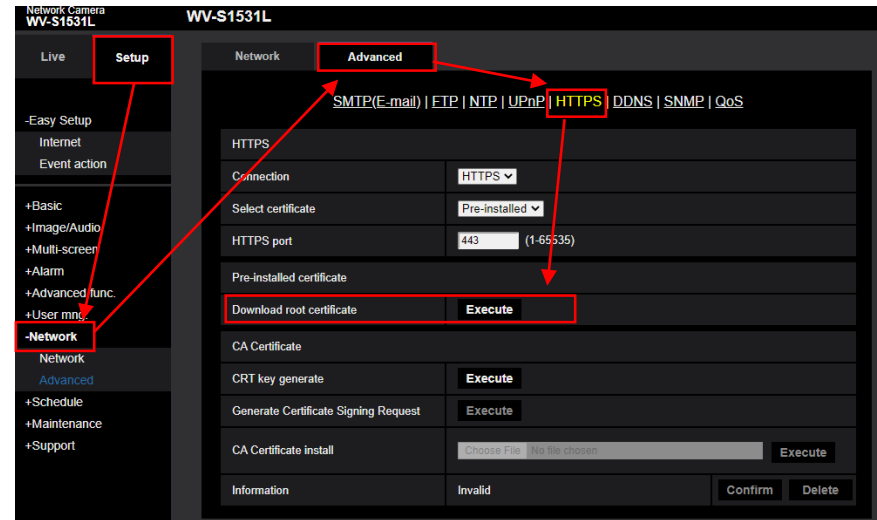 Network Camera
WV-S1531L
WV-S1531L
Live Setup
-Easy Setup
Internet
Event action
+Basic
+Image/Audio
+Multi-screen
+Alarm
+Advanced func.
+User mng.
-Network
Network
Advanced
+Schedule
+Maintenance
+Support
Network Advanced
SMTP(E-mail) | FTP | NTP | UPnP | HTTPS | DDNS | SNMP | QoS
HTTPS
Connection HTTPS
Select certificate Pre-installed
HTTPS port 443 (1-65535)
Pre-installed certificate
Download root certificate Execute
CA Certificate
CRT key generate Execute
Generate Certificate Signing Request Execute
CA Certificate install Choose File No file chosen Execute
Information Invalid Confirm Delete